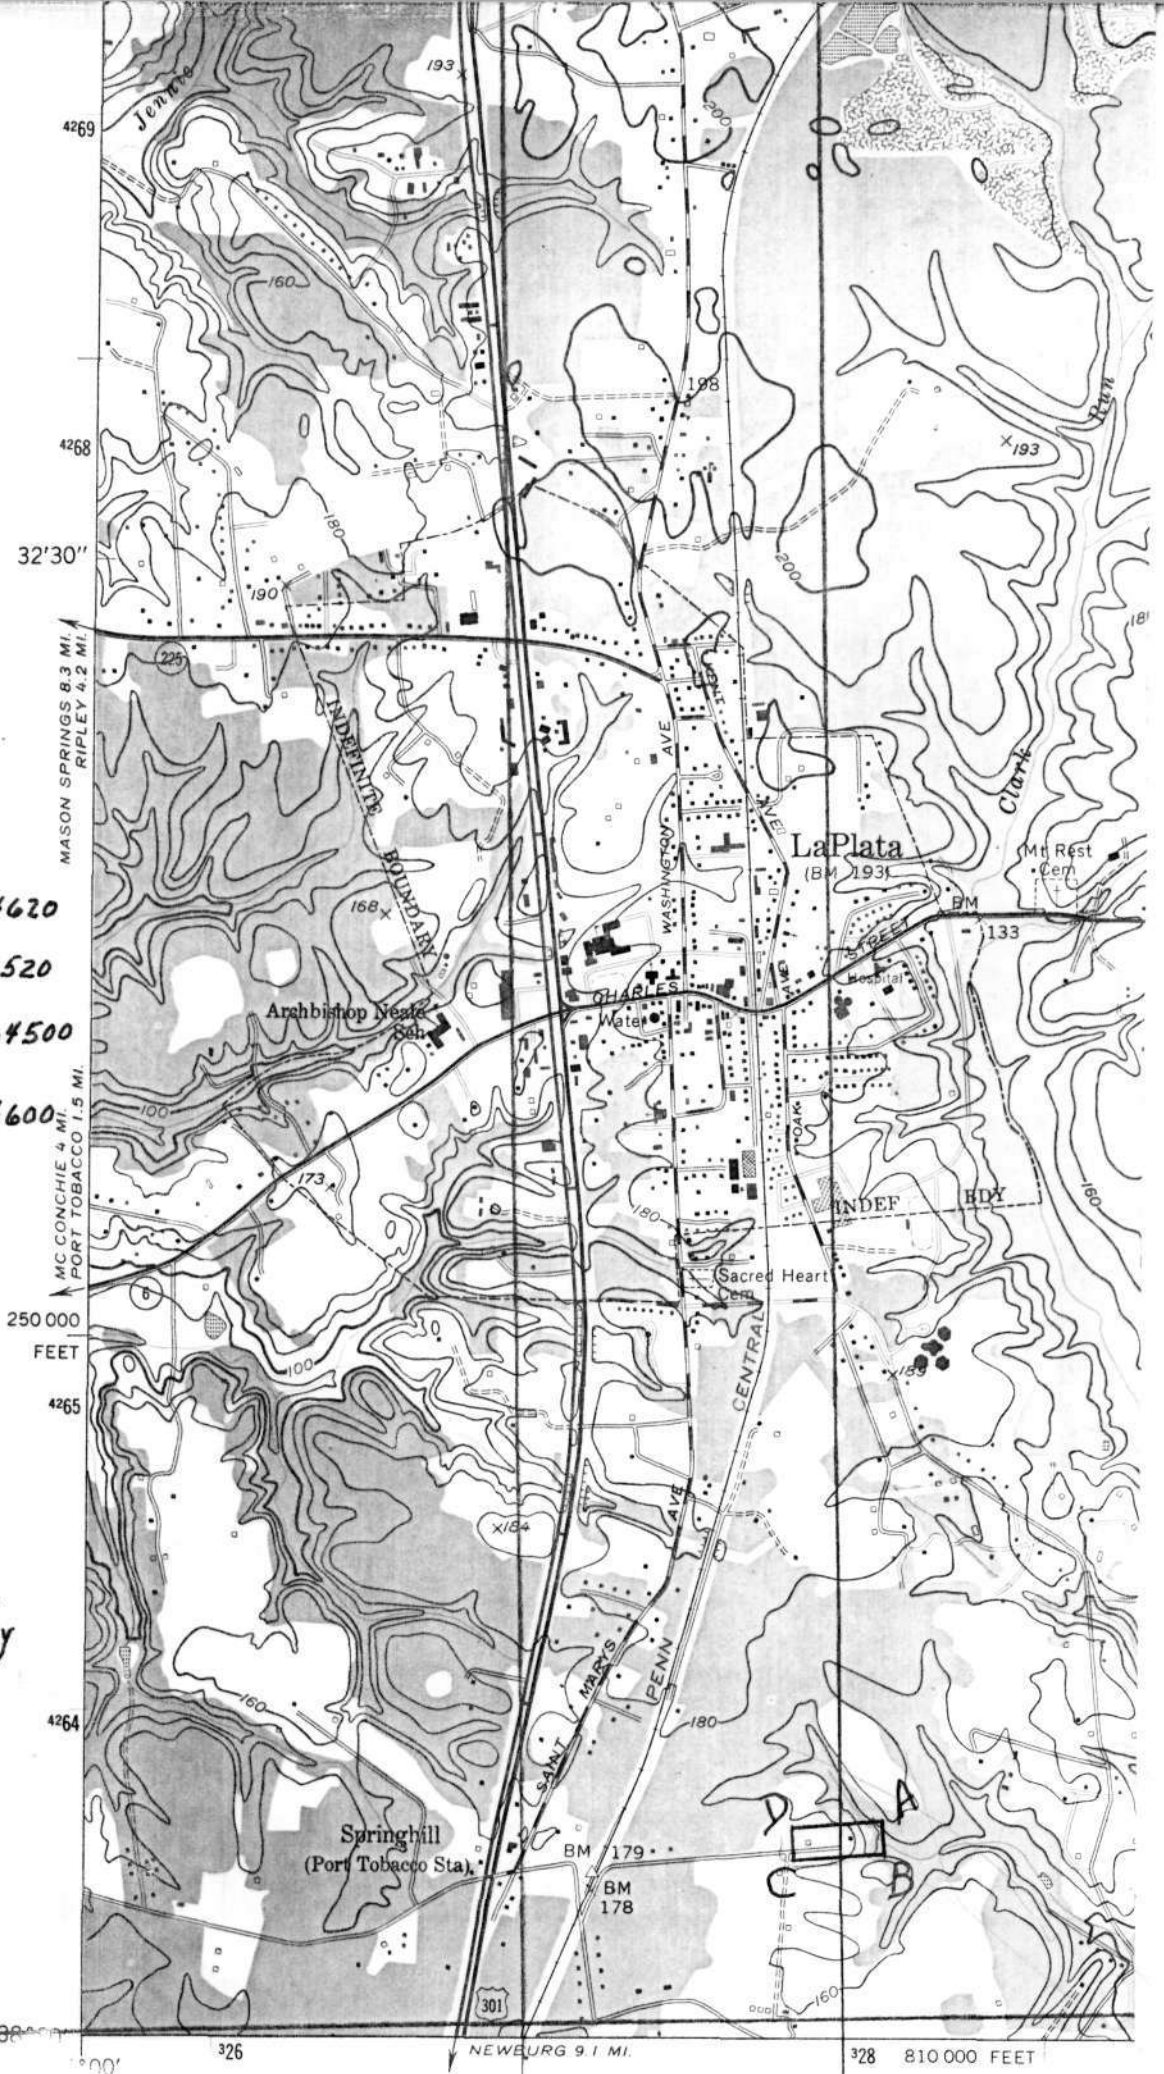 193
200
4269
Jennie
160
198
4268
Run
193
180
32'30"
200
190
MASON SPRINGS 8.3 MI.
RIPLEY 4.2 MI.
225
KENT
INDEFINITE
AVE
Clark
AVE
LaPlata
(BM 193)
Mt Rest
Cem
WASHINGTON
BOUNDARY
168
BM
133
STREET
Hospital
520
4500
600
Archbishop Neale
Sch
CHARLES
Water
100
OAK
MC CONCHIE 4 MI.
PORT TOBACCO 1.5 MI.
173
160
180
INDEF
BDY
6
Sacred Heart
Cem
250 000
FEET
100
CENTRAL
189
4265
AVE
184
y
MARYS
PENN
160
4264
180
SAINT
D
A
Springhill
(Port Tobacco Sta)
BM 179
BM
178
C
B
160
301
326
NEWBURG 9.1 MI.
328
810 000 FEET